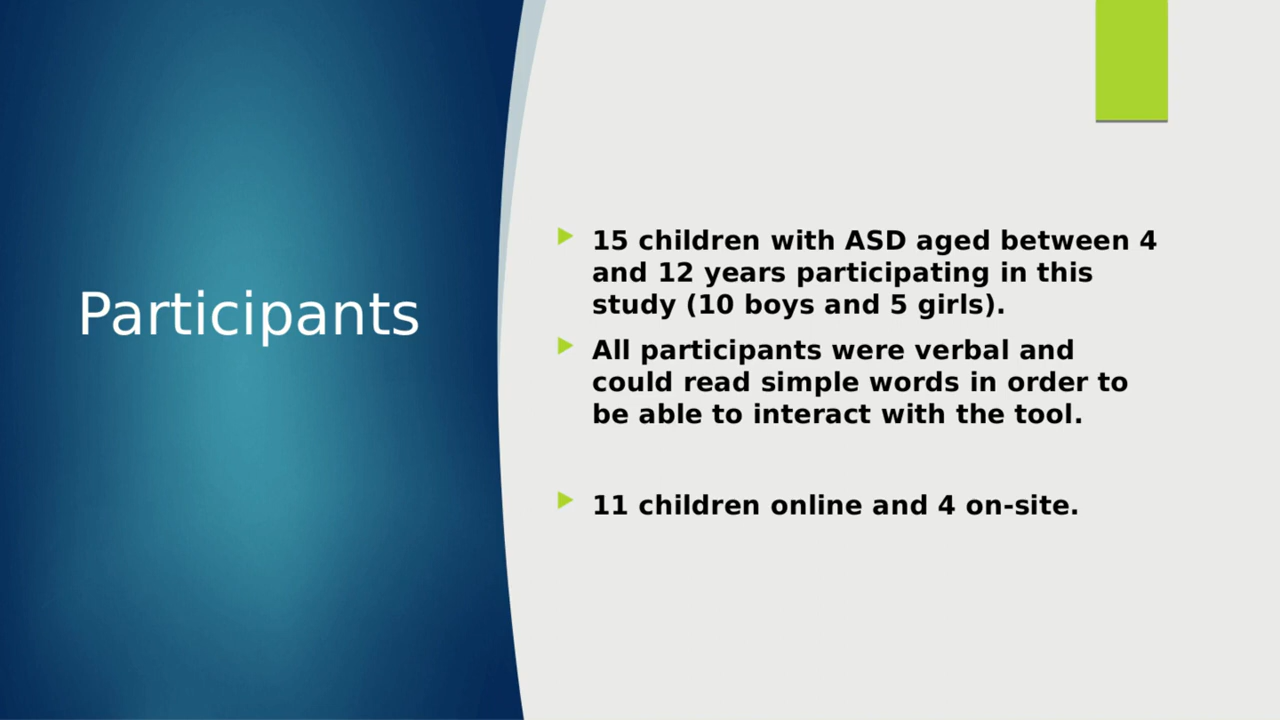 Participants
15 children with ASD aged between 4
and 12 years participating in this
study (10 boys and 5 girls).
All participants were verbal and
could read simple words in order to
be able to interact with the tool.
11 children online and 4 on-site.